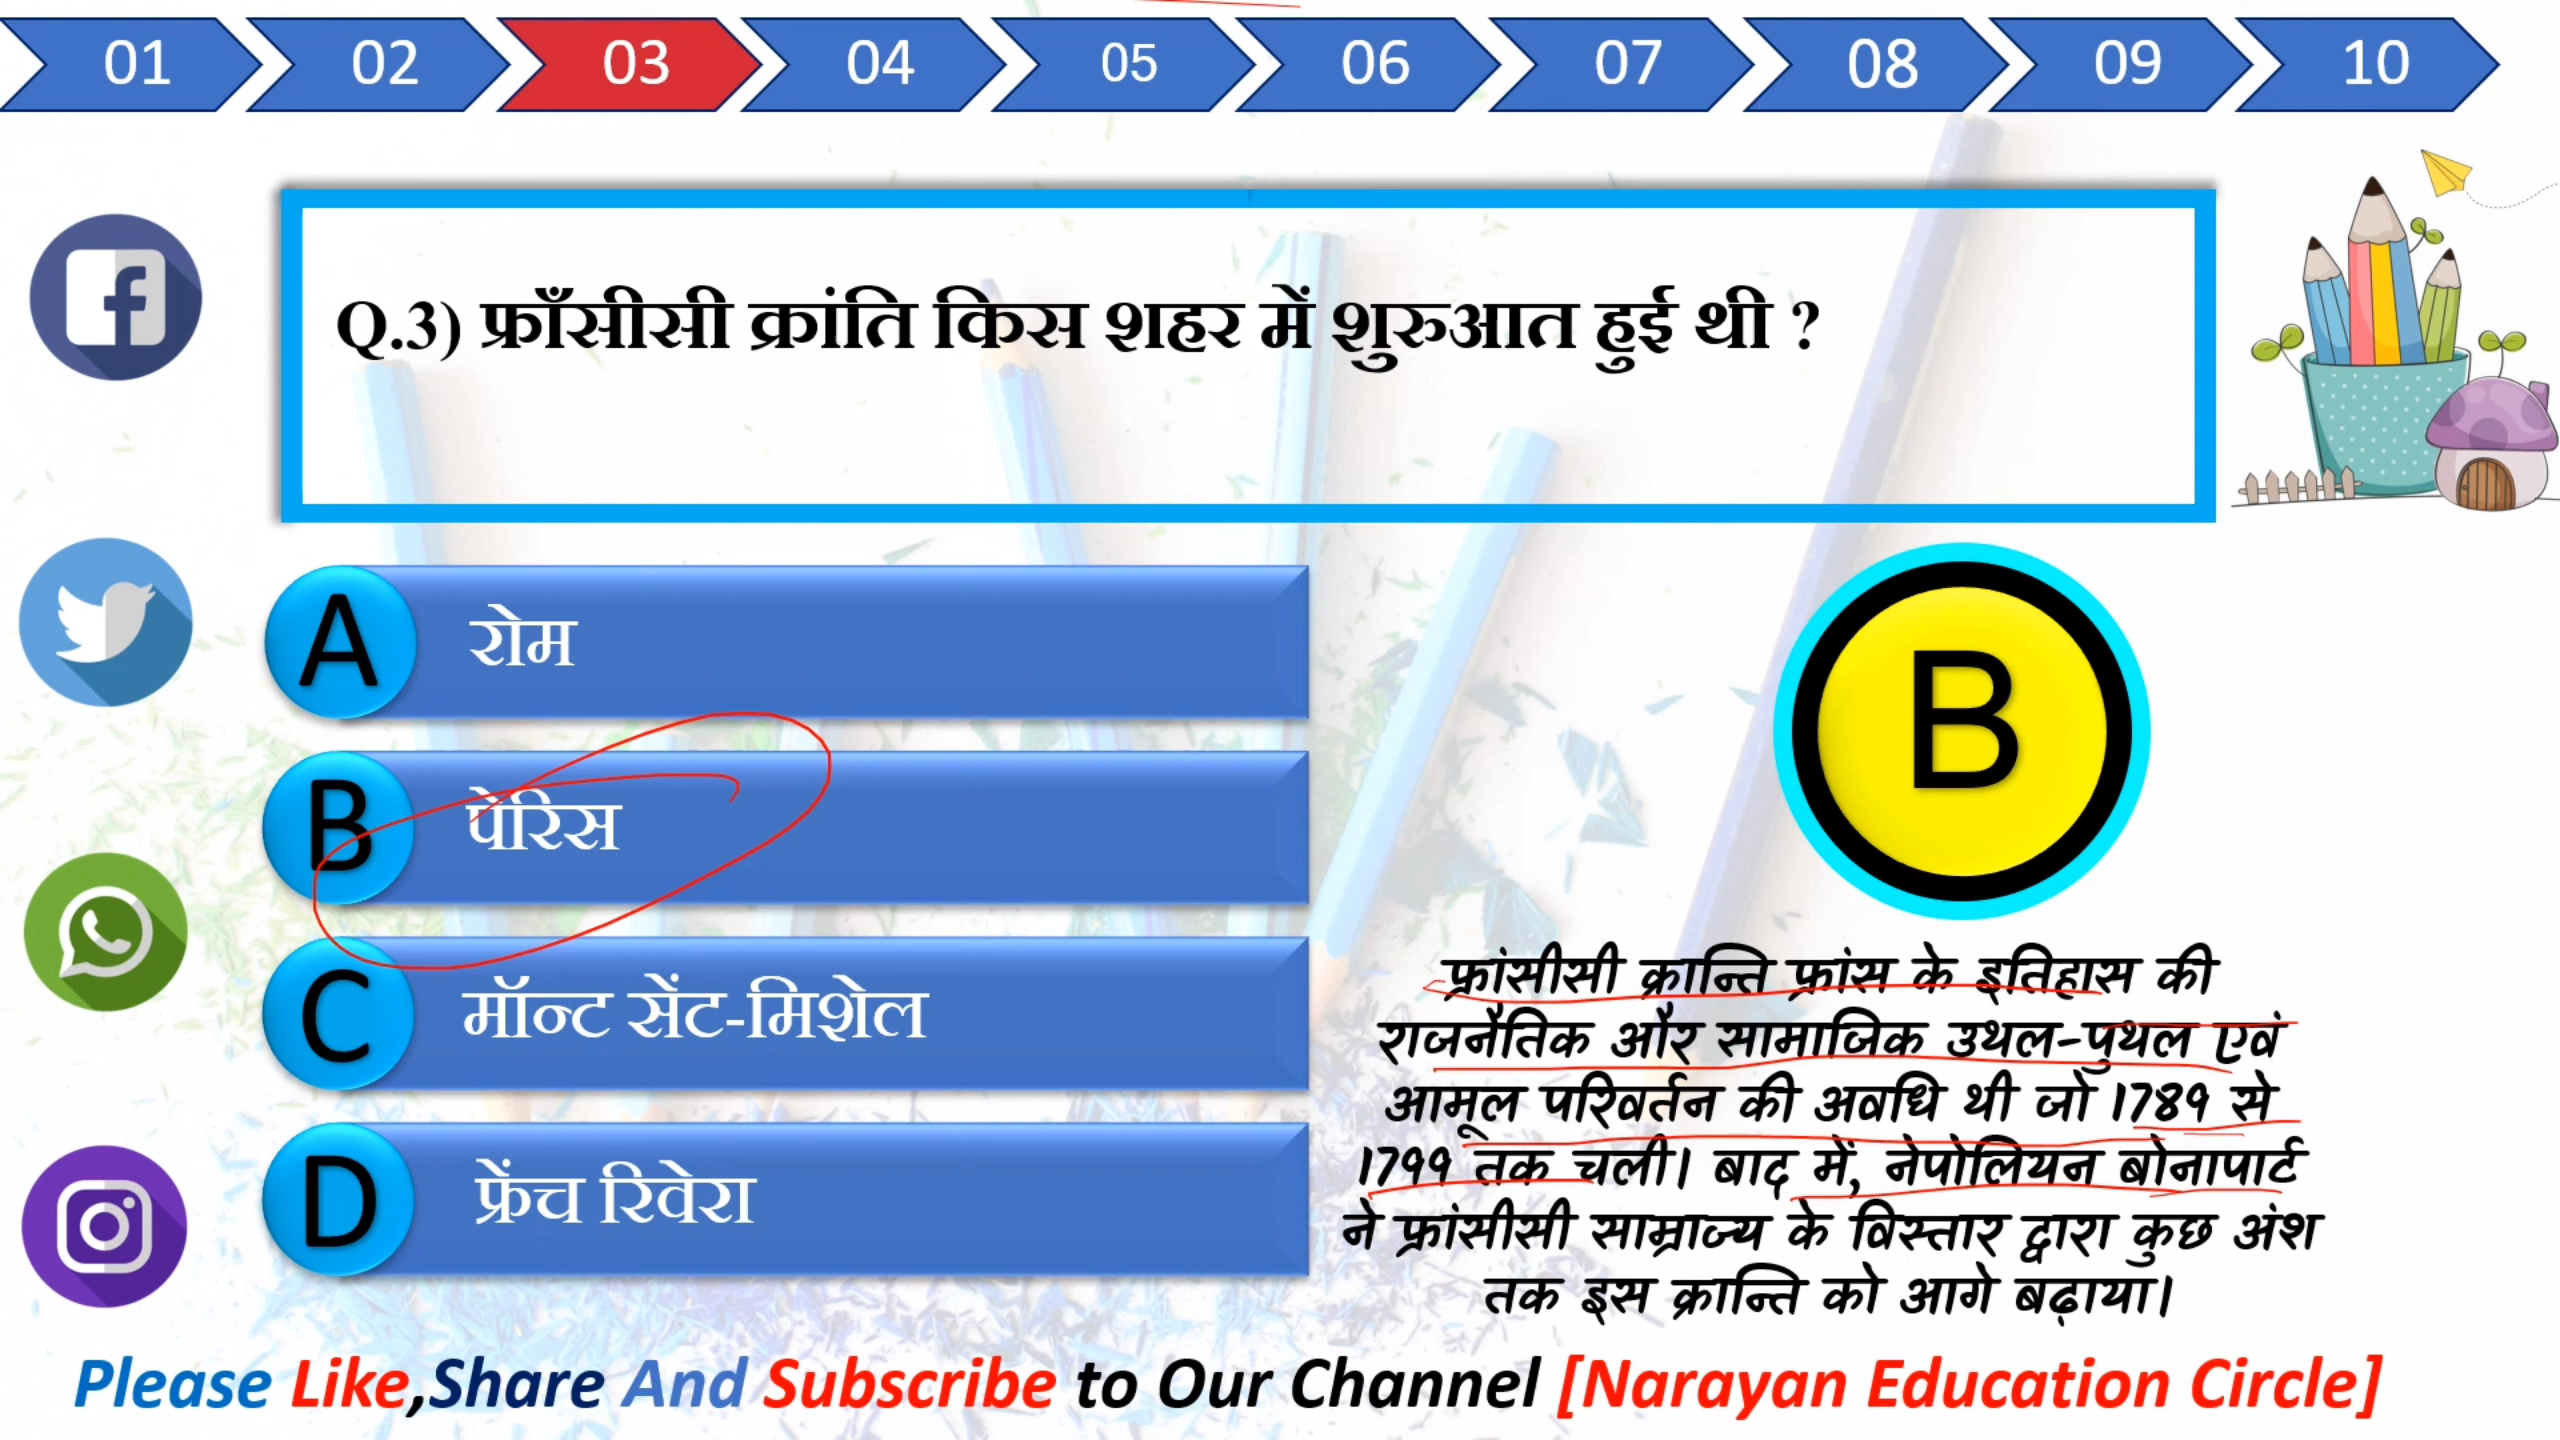 01 02 03 04 05 06 07 08 09 10
Q.3) फ्राँसीसी क्रांति किस शहर में शुरुआत हुई थी ?
A रोम
B पेरिस
C मॉन्ट सेंट-मिशेल
D फ्रेंच रिवेरा
B
फ्रांसीसी क्रान्ति फ्रांस के इतिहास की
राजनैतिक और सामाजिक उथल-पुथल एवं
आमूल परिवर्तन की अवधि थी जो 1789 से
1799 तक चली। बाद में, नेपोलियन बोनापार्ट
ने फ्रांसीसी साम्राज्य के विस्तार द्वारा कुछ अंश
तक इस क्रान्ति को आगे बढ़ाया।
Please Like,Share And Subscribe to Our Channel [Narayan Education Circle]